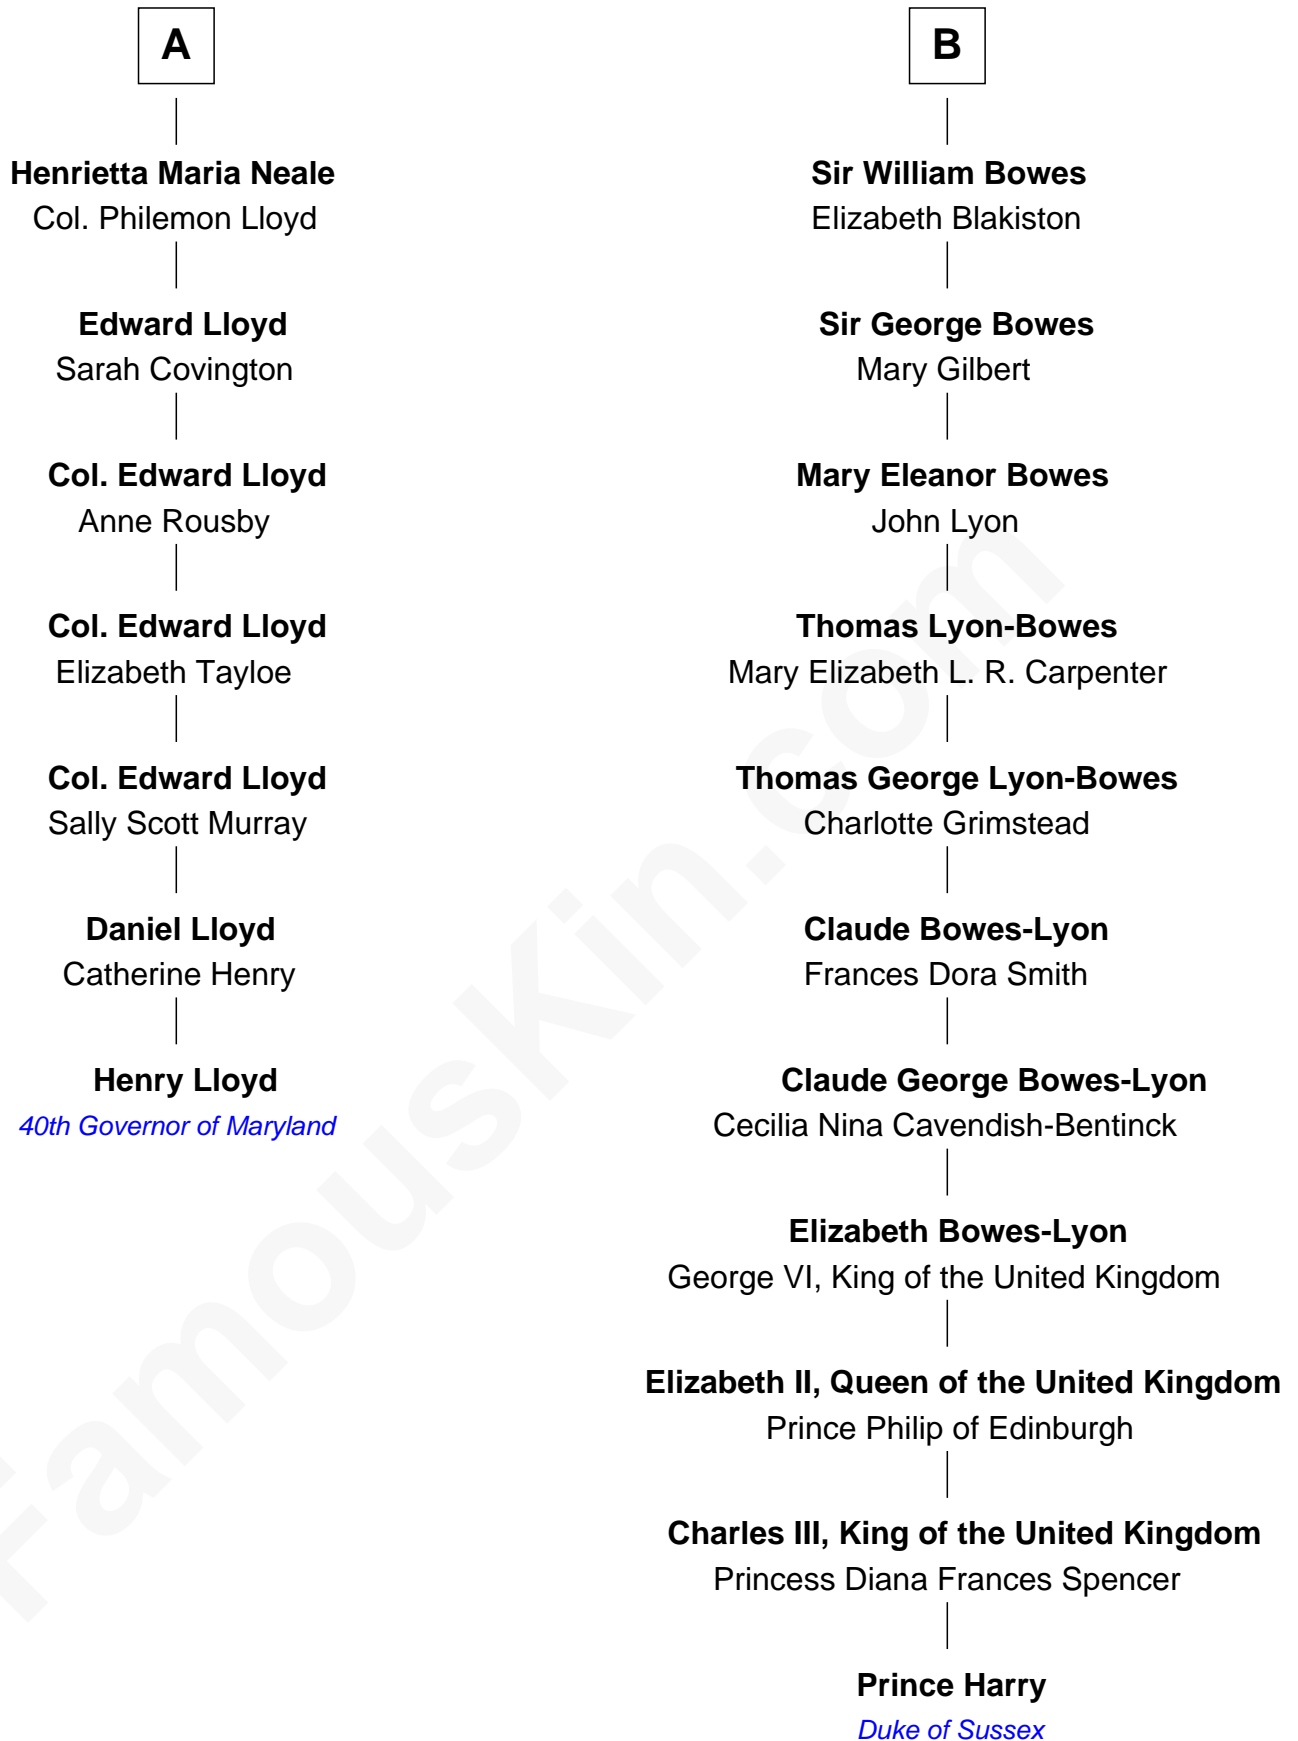 A
Henrietta Maria Neale
Col. Philemon Lloyd
Edward Lloyd
Sarah Covington
Col. Edward Lloyd
Anne Rousby
Col. Edward Lloyd
Elizabeth Tayloe
Col. Edward Lloyd
Sally Scott Murray
Daniel Lloyd
Catherine Henry
Henry Lloyd
40th Governor of Maryland
B
Sir William Bowes
Elizabeth Blakiston
Sir George Bowes
Mary Gilbert
Mary Eleanor Bowes
John Lyon
Thomas Lyon-Bowes
Mary Elizabeth L. R. Carpenter
Thomas George Lyon-Bowes
Charlotte Grimstead
Claude Bowes-Lyon
Frances Dora Smith
Claude George Bowes-Lyon
Cecilia Nina Cavendish-Bentinck
Elizabeth Bowes-Lyon
George VI, King of the United Kingdom
Elizabeth II, Queen of the United Kingdom
Prince Philip of Edinburgh
Charles III, King of the United Kingdom
Princess Diana Frances Spencer
Prince Harry
Duke of Sussex
FamousKin.com